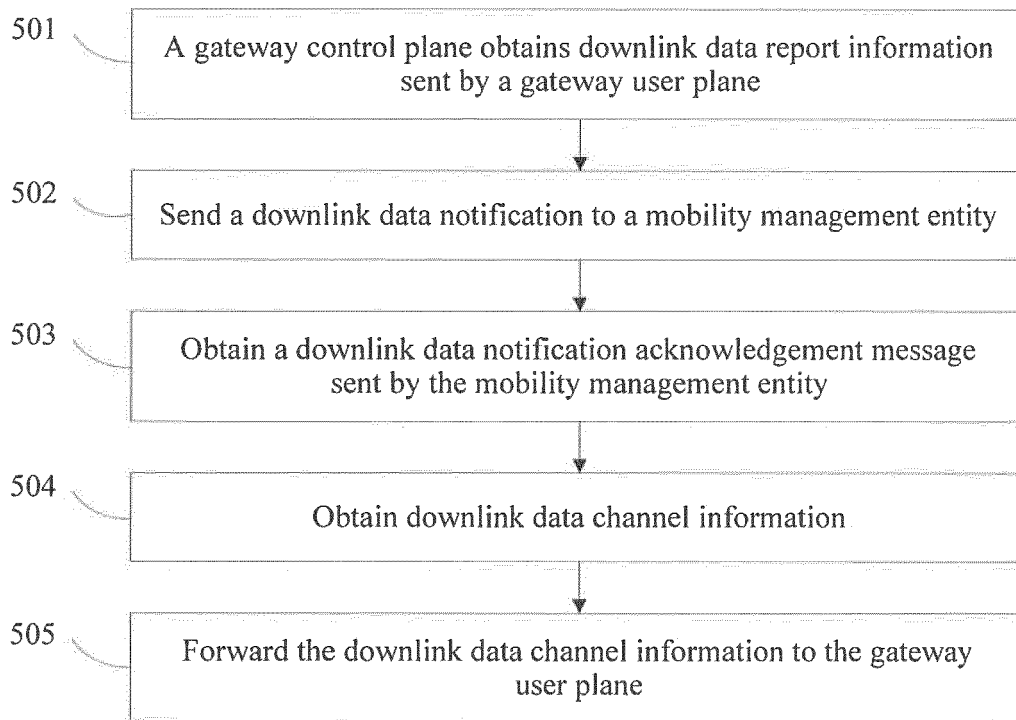 501
A gateway control plane obtains downlink data report information
sent by a gateway user plane
502
Send a downlink data notification to a mobility management entity
503
Obtain a downlink data notification acknowledgement message
sent by the mobility management entity
504
Obtain downlink data channel information
505
Forward the downlink data channel information to the gateway
user plane